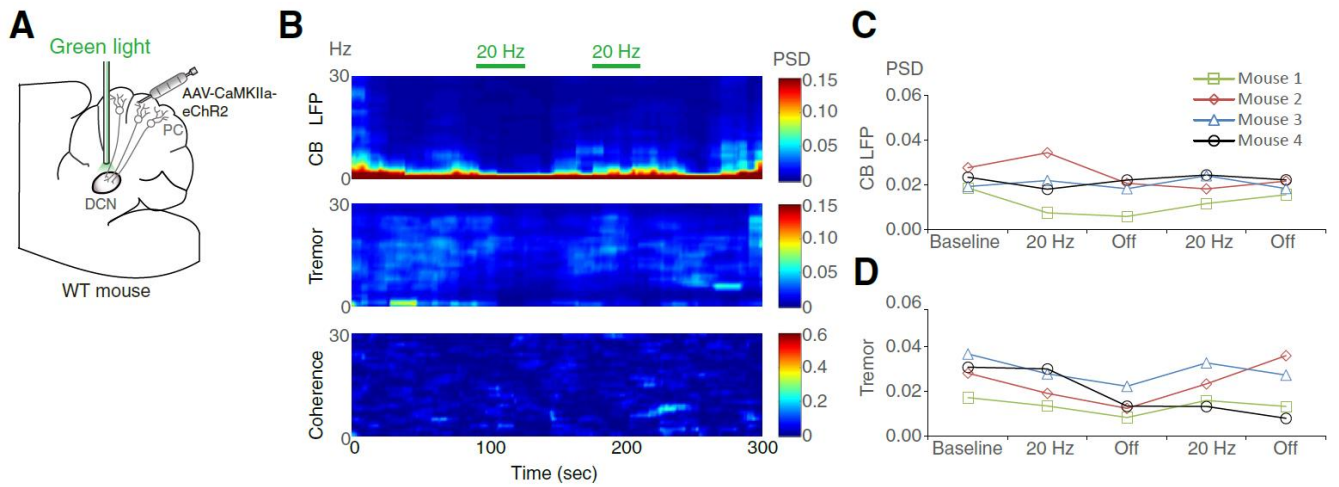 A
Green light
AAV-CaMKIIa-
eChR2
PC
DCN
WT mouse
B
Hz
20 Hz
20 Hz
PSD
30
CB LFP
0
0.15
0.10
0.05
0
Tremor
0
0.15
0.10
0.05
0
30
Coherence
0
0.6
0.4
0.2
0
0
100
200
300
Time (sec)
C
PSD
0.06
0.04
0.02
0.00
CB LFP
Mouse 1
Mouse 2
Mouse 3
Mouse 4
Baseline
20 Hz
Off
20 Hz
Off
D
0.06
0.04
0.02
0.00
Tremor
Baseline
20 Hz
Off
20 Hz
Off